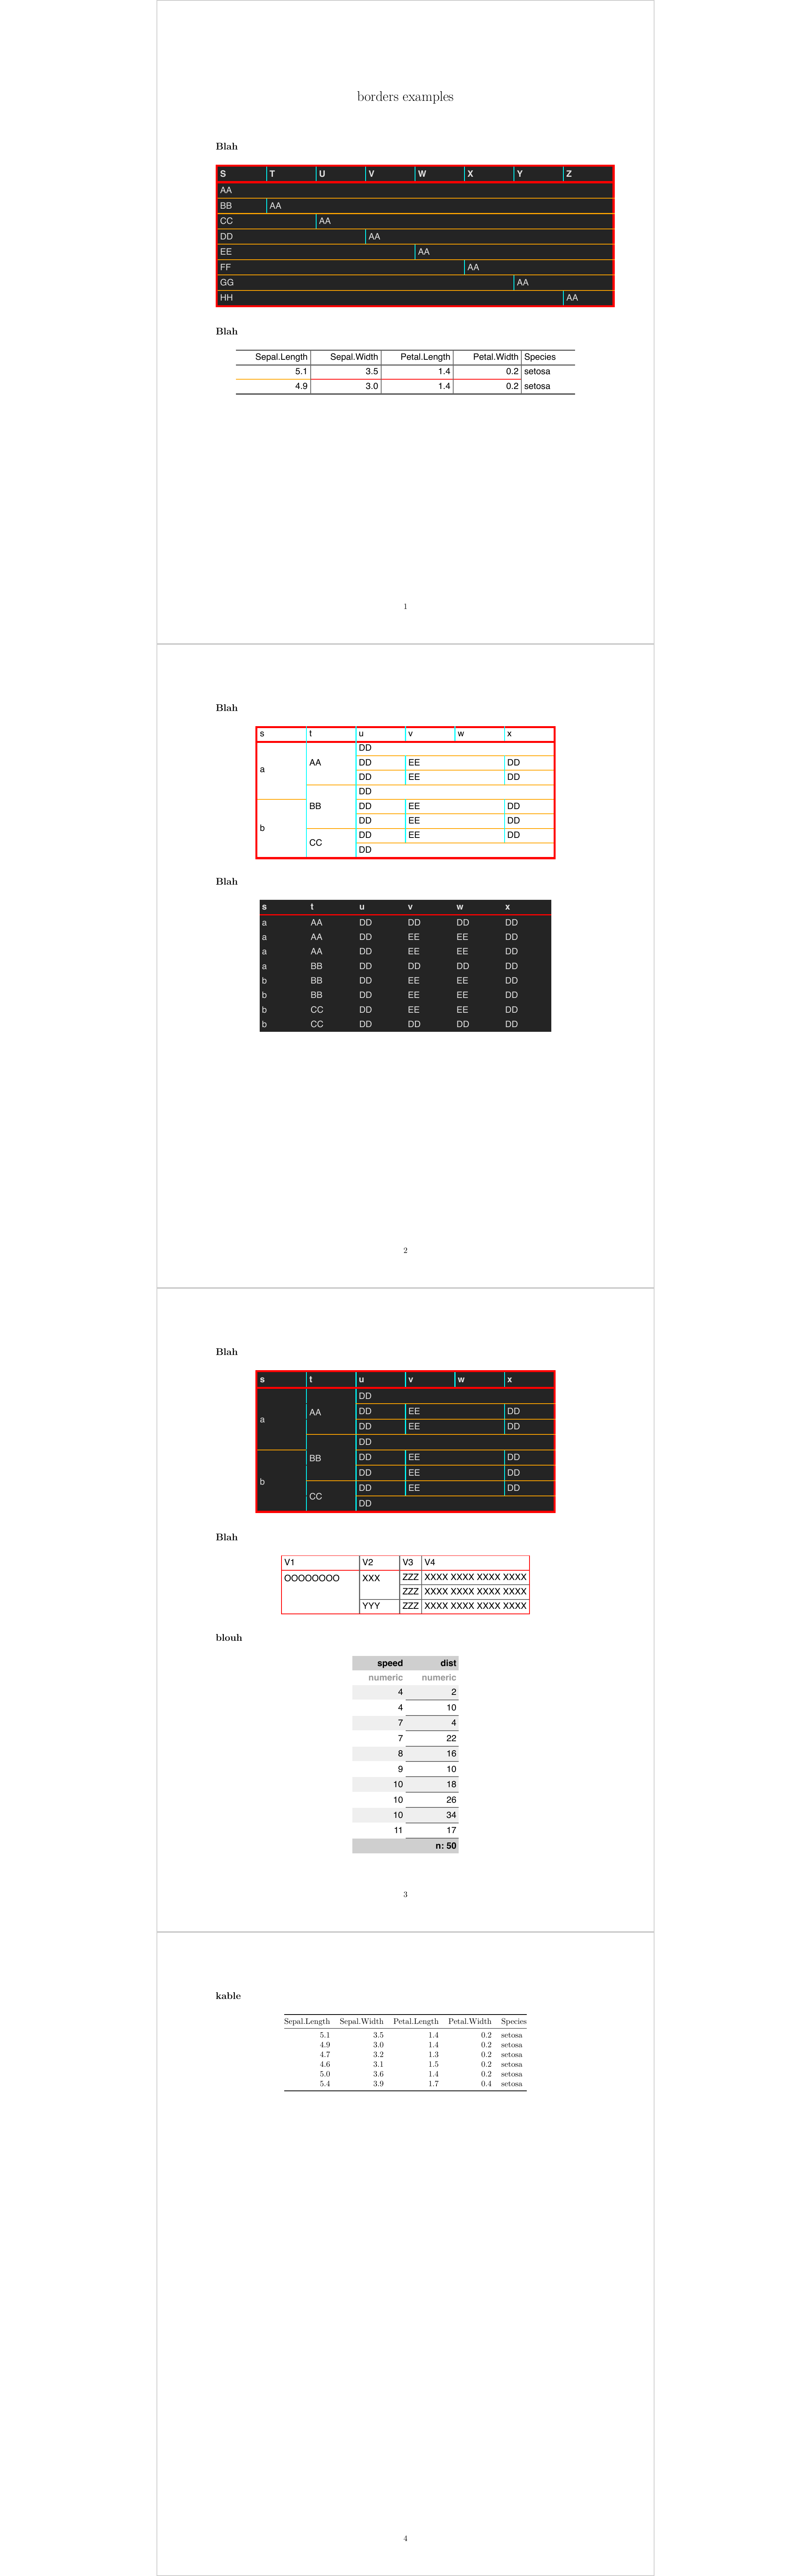 borders examples
Blah
S T U V W X Y Z
AA
BB AA
CC AA
DD AA
EE AA
FF AA
GG AA
HH AA
Blah
Sepal.Length Sepal.Width Petal.Length Petal.Width Species
5.1 3.5 1.4 0.2 setosa
4.9 3.0 1.4 0.2 setosa
1
Blah
s t u v w x
DD
AA DD EE DD
a
DD EE DD
DD
BB DD EE DD
DD EE DD
b
DD EE DD
CC
DD
Blah
s t u v w x
a AA DD DD DD DD
a AA DD EE EE DD
a AA DD EE EE DD
a BB DD DD DD DD
b BB DD EE EE DD
b BB DD EE EE DD
b CC DD EE EE DD
b CC DD DD DD DD
2
Blah
s t u v w x
DD
AA DD EE DD
a
DD EE DD
DD
BB DD EE DD
DD EE DD
b
DD EE DD
CC
DD
Blah
V1 V2 V3 V4
OOOOOOOO XXX ZZZ XXXX XXXX XXXX XXXX
ZZZ XXXX XXXX XXXX XXXX
YYY ZZZ XXXX XXXX XXXX XXXX
blouh
speed dist
numeric numeric
4 2
4 10
7 4
7 22
8 16
9 10
10 18
10 26
10 34
11 17
n: 50
3
kable
Sepal.Length Sepal.Width Petal.Length Petal.Width Species
5.1 3.5 1.4 0.2 setosa
4.9 3.0 1.4 0.2 setosa
4.7 3.2 1.3 0.2 setosa
4.6 3.1 1.5 0.2 setosa
5.0 3.6 1.4 0.2 setosa
5.4 3.9 1.7 0.4 setosa
4